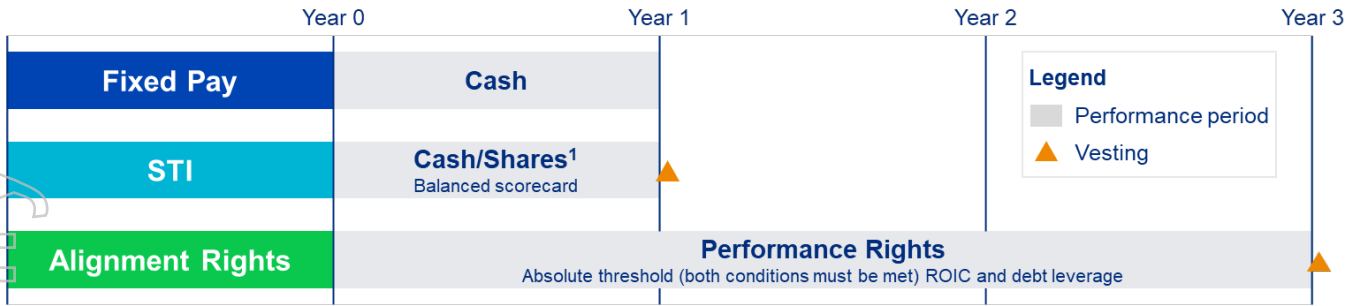 Year 0 Year 1 Year 2 Year 3
Fixed Pay Cash
Legend
Performance period
Vesting
STI Cash/Shares¹
Balanced scorecard
Alignment Rights Performance Rights
Absolute threshold (both conditions must be met) ROIC and debt leverage